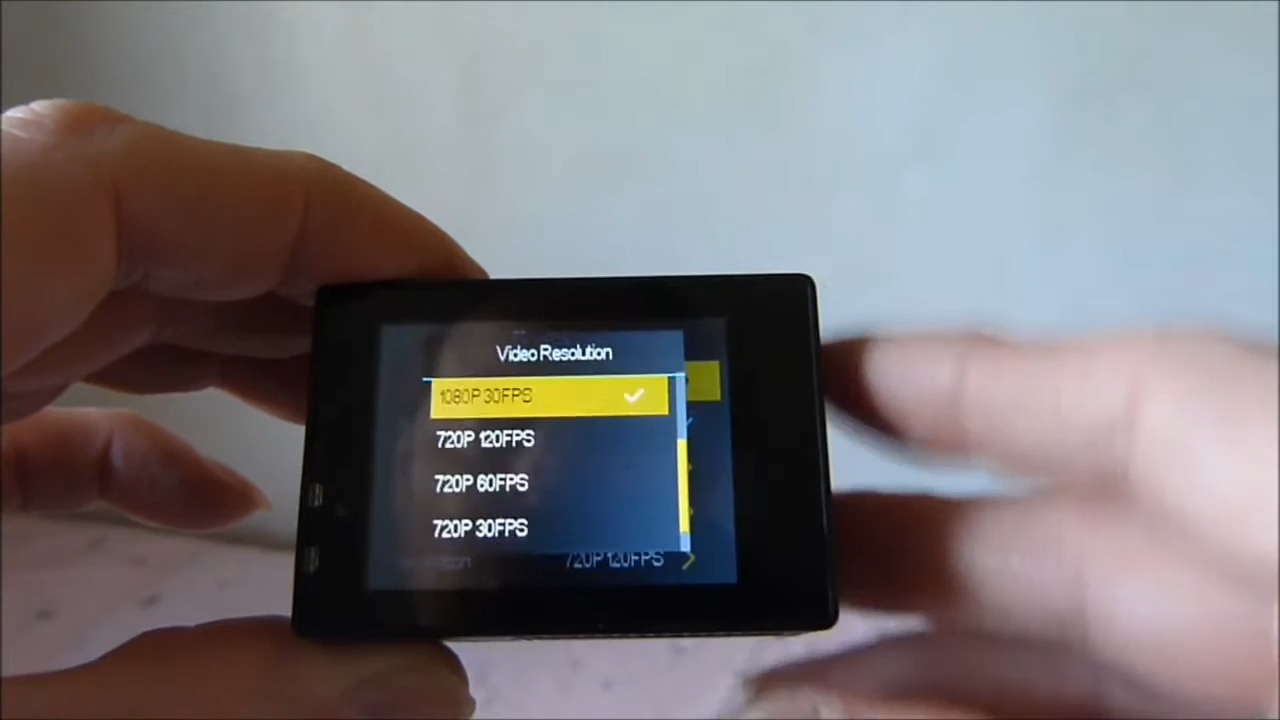 Video Resolution
1080P 30FPS
720P 120FPS
720P 60FPS
720P 30FPS
720P 120FPS